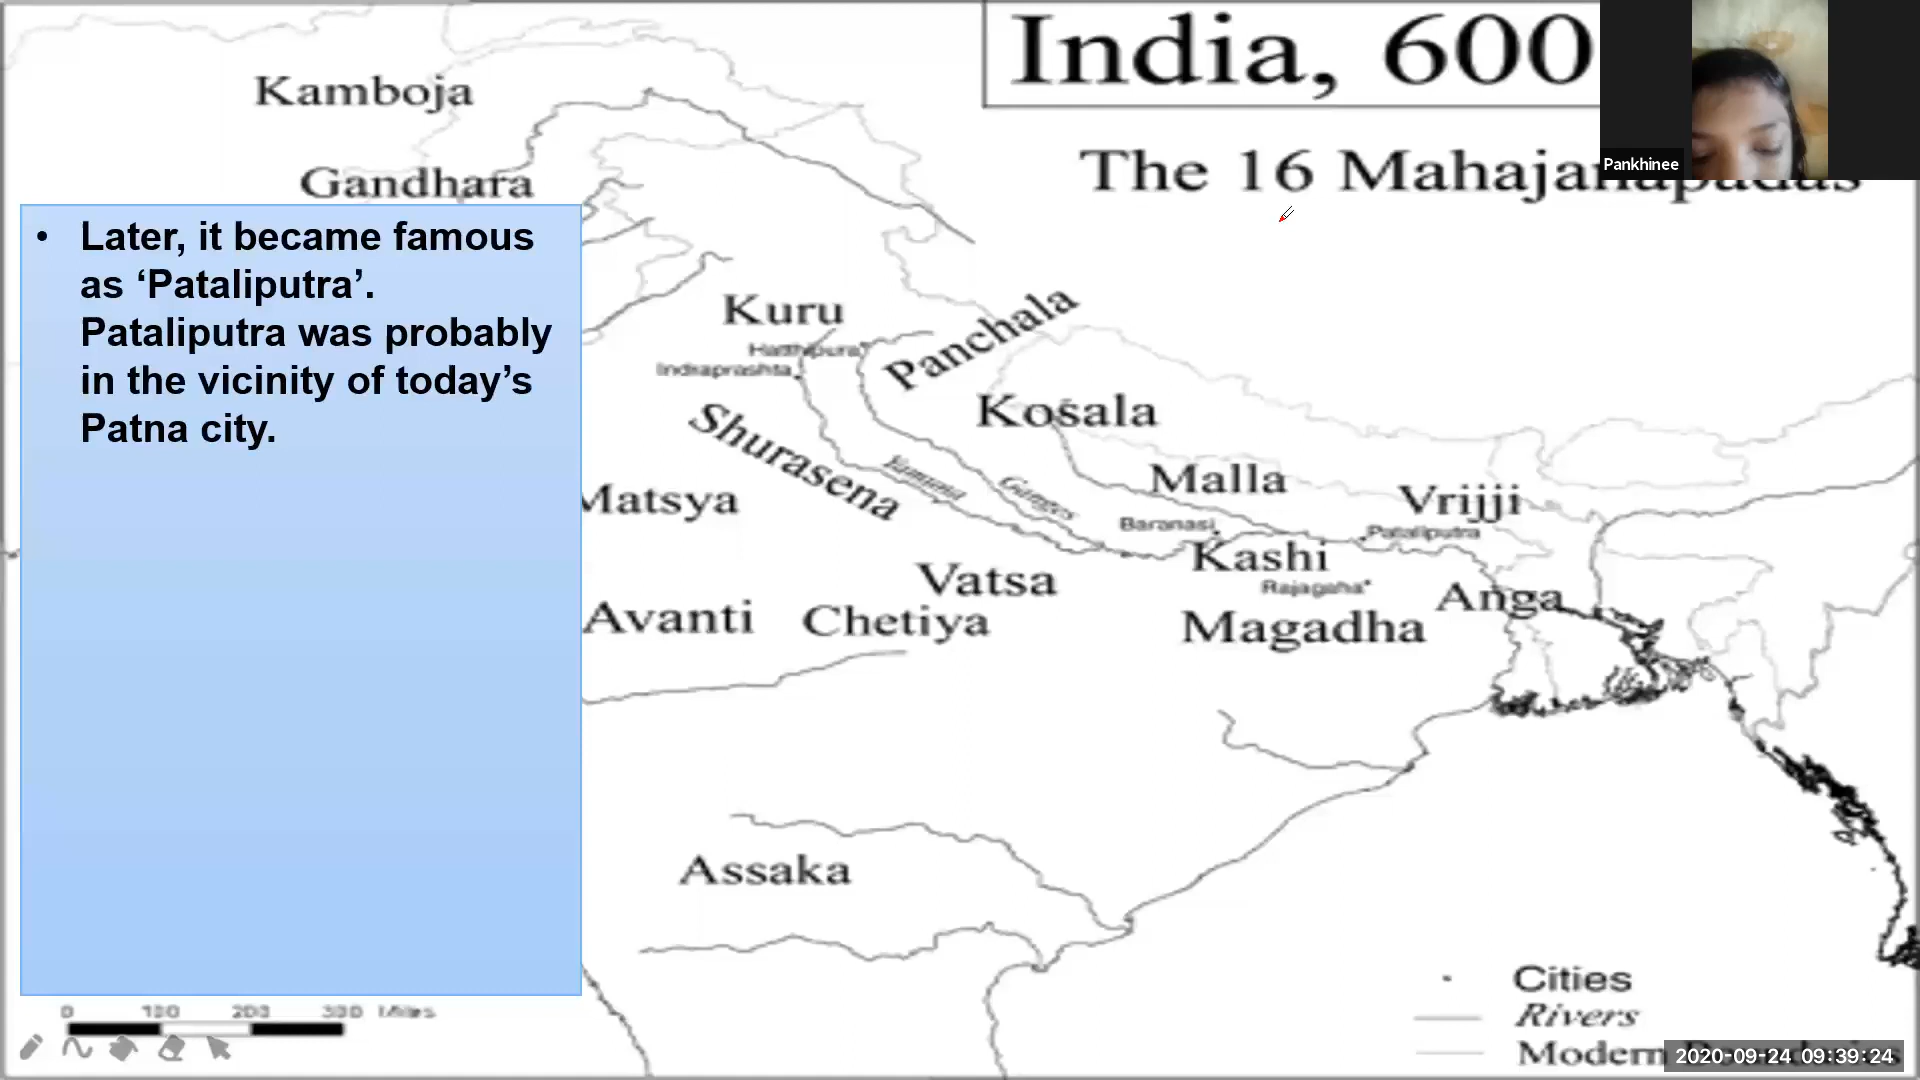 India, 600
Pankhinee
Kamboja
The 16 Mahajanapadas
Gandhara
• Later, it became famous
as ‘Pataliputra’.
Pataliputra was probably
in the vicinity of today’s
Patna city.
Kuru
Panchala
Hatthipura
Indraprashta
Kosala
Shurasena
Yamuna
Ganges
Malla
Vrijji
Matsya
Baranasi
Pataliputra
Kashi
Vatsa
Rajagaha
Anga
Avanti
Chetiya
Magadha
Assaka
Cities
0 100 200 300 Miles
Rivers
Modern
2020-09-24 09:39:24